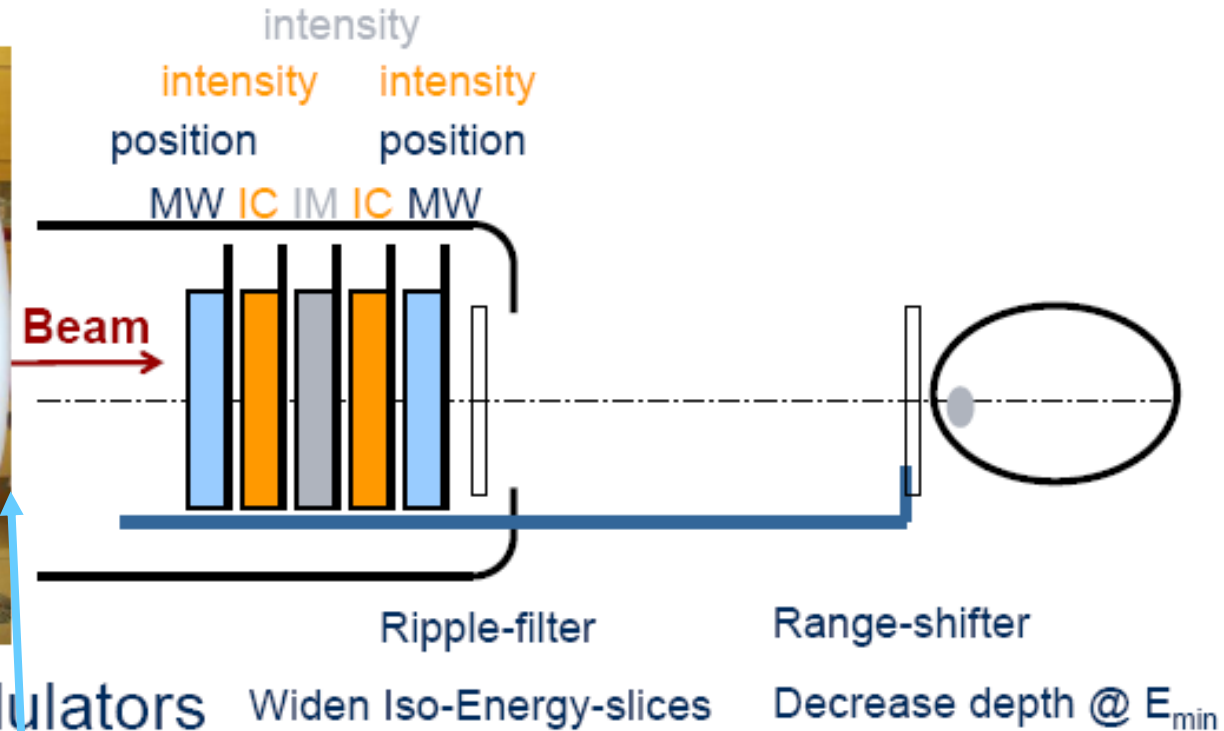 intensity
intensity intensity
position position
MW IC IM IC MW
Beam
Ripple-filter Range-shifter
Widen Iso-Energy-slices Decrease depth @ Emin